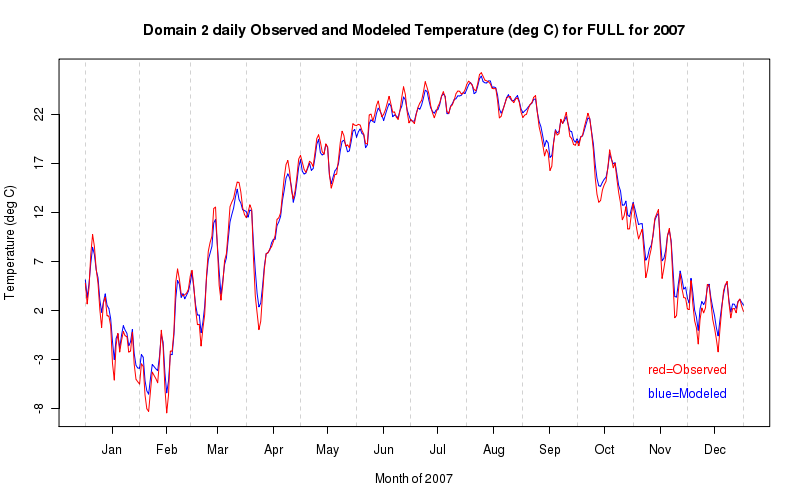 Domain 2 daily Observed and Modeled Temperature (deg C) for FULL for 2007
Temperature (deg C)
22
17
12
7
2
-3
-8
red=Observed
blue=Modeled
Jan Feb Mar Apr May Jun Jul Aug Sep Oct Nov Dec
Month of 2007